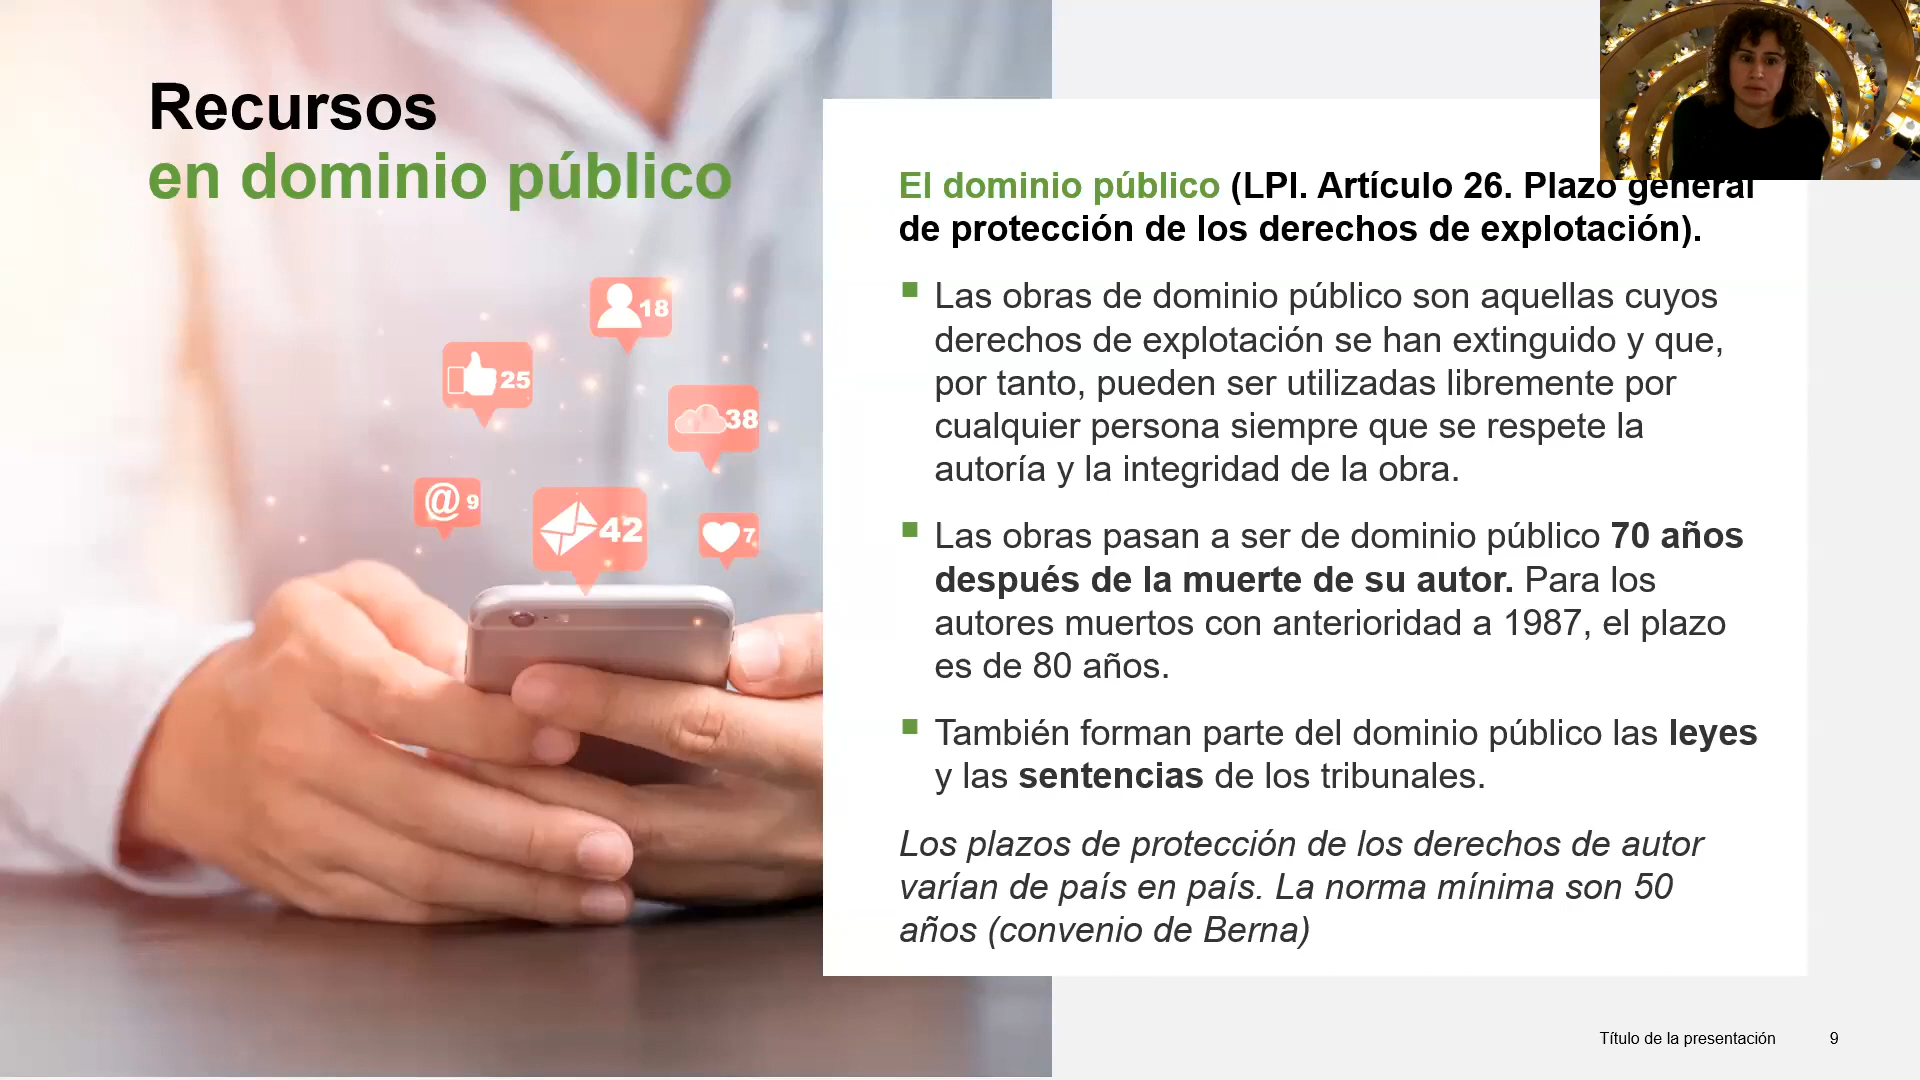 Recursos
en dominio público
18
25
38
@ 9
42
7
El dominio público (LPI. Artículo 26. Plazo general
de protección de los derechos de explotación).
Las obras de dominio público son aquellas cuyos
derechos de explotación se han extinguido y que,
por tanto, pueden ser utilizadas libremente por
cualquier persona siempre que se respete la
autoría y la integridad de la obra.
Las obras pasan a ser de dominio público 70 años
después de la muerte de su autor. Para los
autores muertos con anterioridad a 1987, el plazo
es de 80 años.
También forman parte del dominio público las leyes
y las sentencias de los tribunales.
Los plazos de protección de los derechos de autor
varían de país en país. La norma mínima son 50
años (convenio de Berna)
Título de la presentación 9